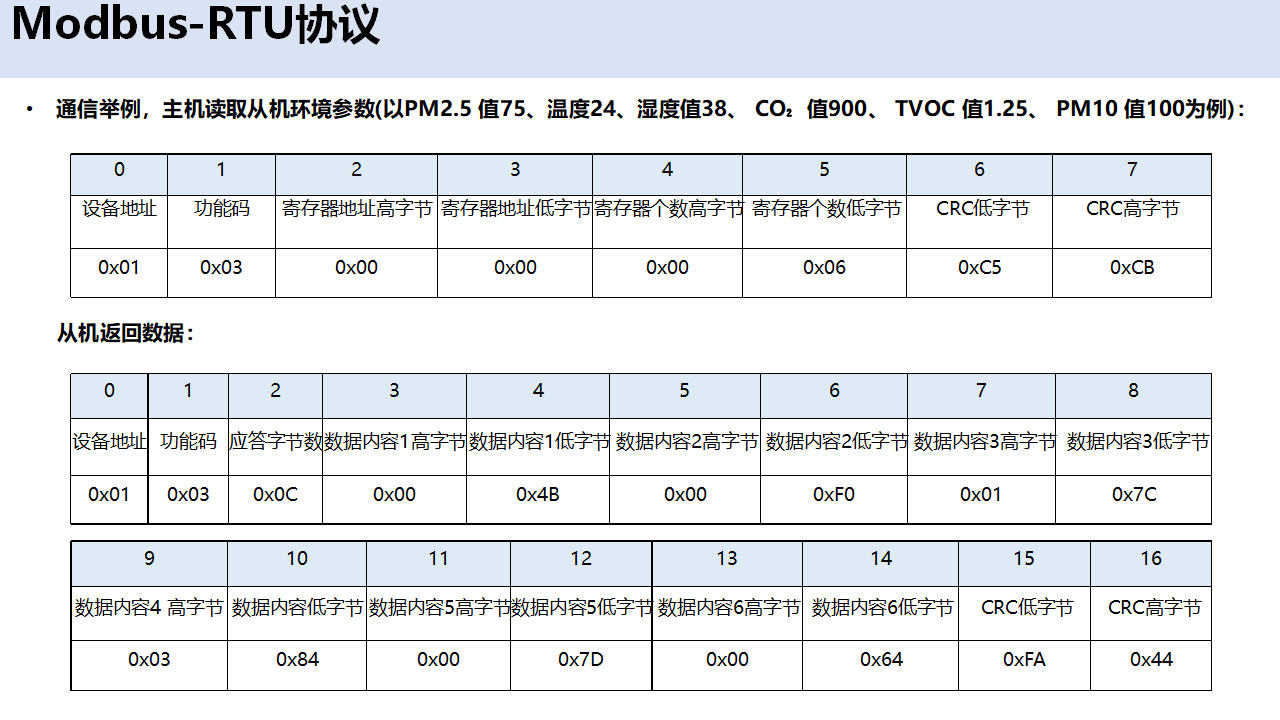 Modbus-RTU协议
• 通信举例，主机读取从机环境参数(以PM2.5 值75、温度24、湿度值38、 CO₂ 值900、 TVOC 值1.25、 PM10 值100为例)：
0 1 2 3 4 5 6 7
设备地址 功能码 寄存器地址高字节 寄存器地址低字节 寄存器个数高字节 寄存器个数低字节 CRC低字节 CRC高字节
0x01 0x03 0x00 0x00 0x00 0x06 0xC5 0xCB
从机返回数据：
0 1 2 3 4 5 6 7 8
设备地址 功能码 应答字节数 数据内容1高字节 数据内容1低字节 数据内容2高字节 数据内容2低字节 数据内容3高字节 数据内容3低字节
0x01 0x03 0x0C 0x00 0x4B 0x00 0xF0 0x01 0x7C
9 10 11 12 13 14 15 16
数据内容4 高字节 数据内容低字节 数据内容5高字节 数据内容5低字节 数据内容6高字节 数据内容6低字节 CRC低字节 CRC高字节
0x03 0x84 0x00 0x7D 0x00 0x64 0xFA 0x44